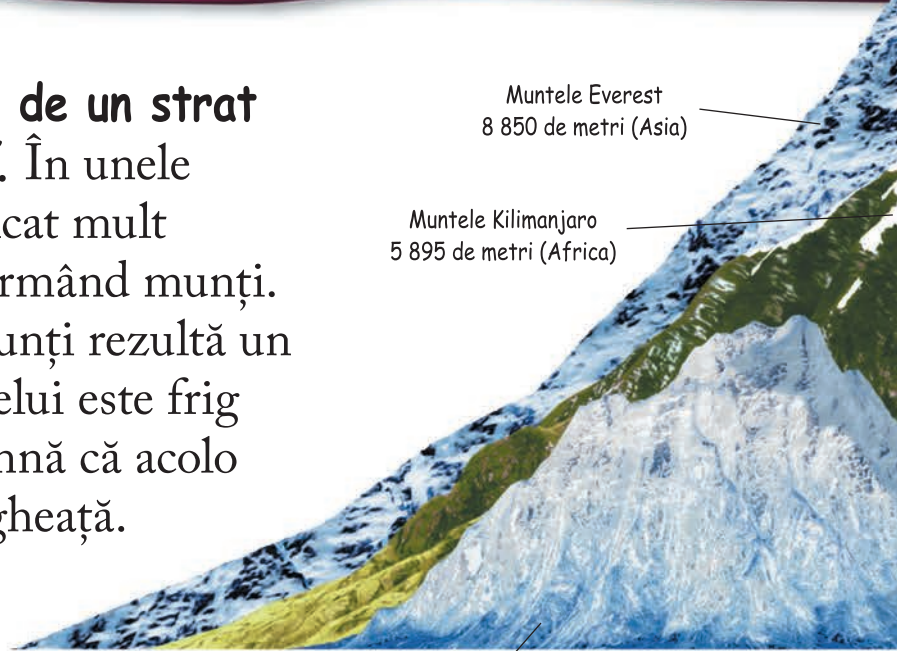 de un strat
. În unele
cat mult
rmând munți.
unți rezultă un
elui este frig
mnă că acolo
gheață.
Muntele Everest
8 850 de metri (Asia)
Muntele Kilimanjaro
5 895 de metri (Africa)